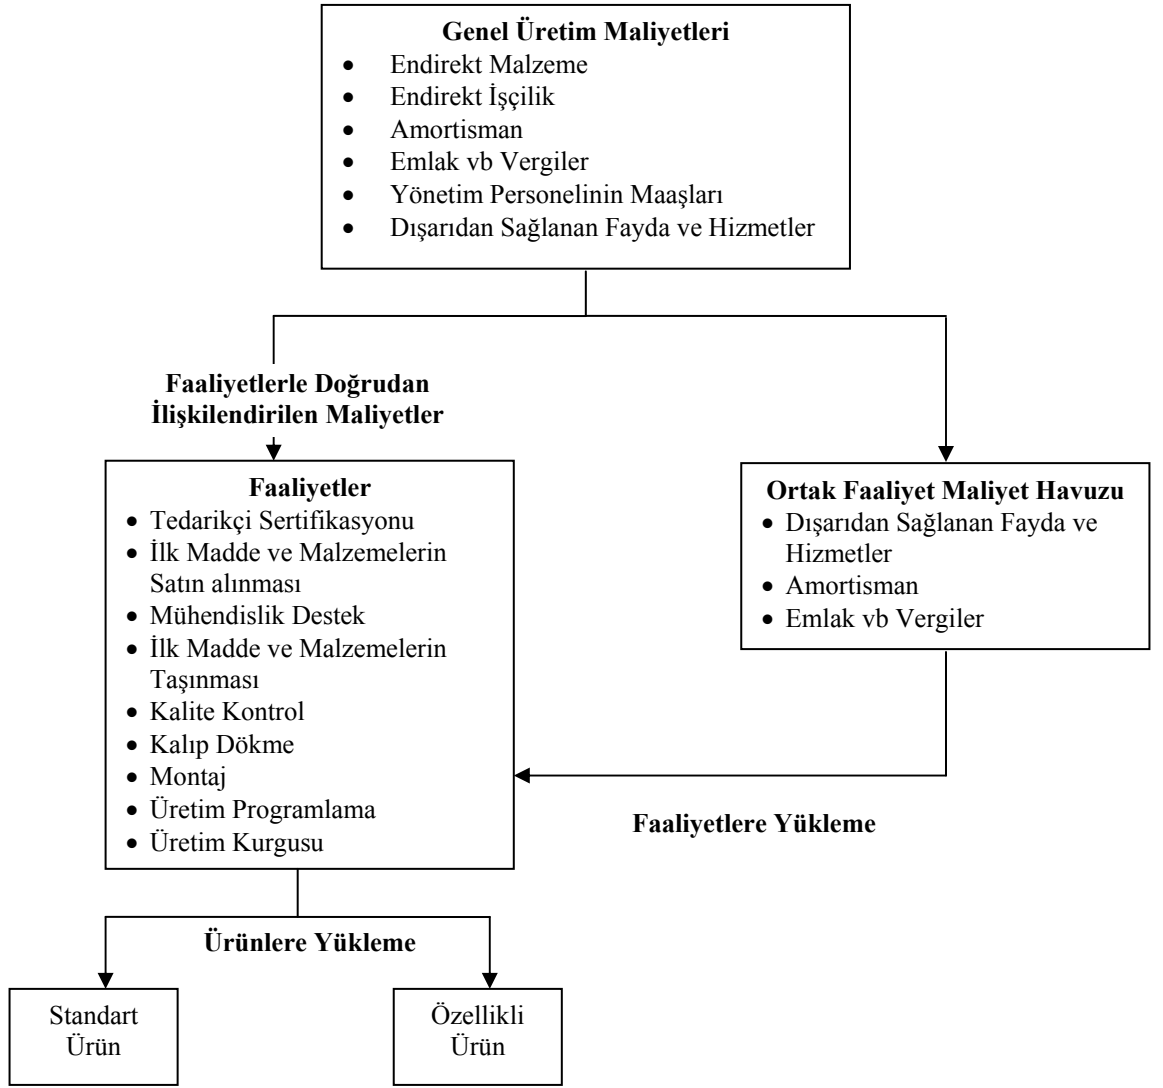 Genel Üretim Maliyetleri
• Endirekt Malzeme
• Endirekt İşçilik
• Amortisman
• Emlak vb Vergiler
• Yönetim Personelinin Maaşları
• Dışarıdan Sağlanan Fayda ve Hizmetler
Faaliyetlerle Doğrudan
İlişkilendirilen Maliyetler
Faaliyetler
• Tedarikçi Sertifikasyonu
• İlk Madde ve Malzemelerin
Satın alınması
• Mühendislik Destek
• İlk Madde ve Malzemelerin
Taşınması
• Kalite Kontrol
• Kalıp Dökme
• Montaj
• Üretim Programlama
• Üretim Kurgusu
Ortak Faaliyet Maliyet Havuzu
• Dışarıdan Sağlanan Fayda ve
Hizmetler
• Amortisman
• Emlak vb Vergiler
Faaliyetlere Yükleme
Ürünlere Yükleme
Standart
Ürün
Özellikli
Ürün